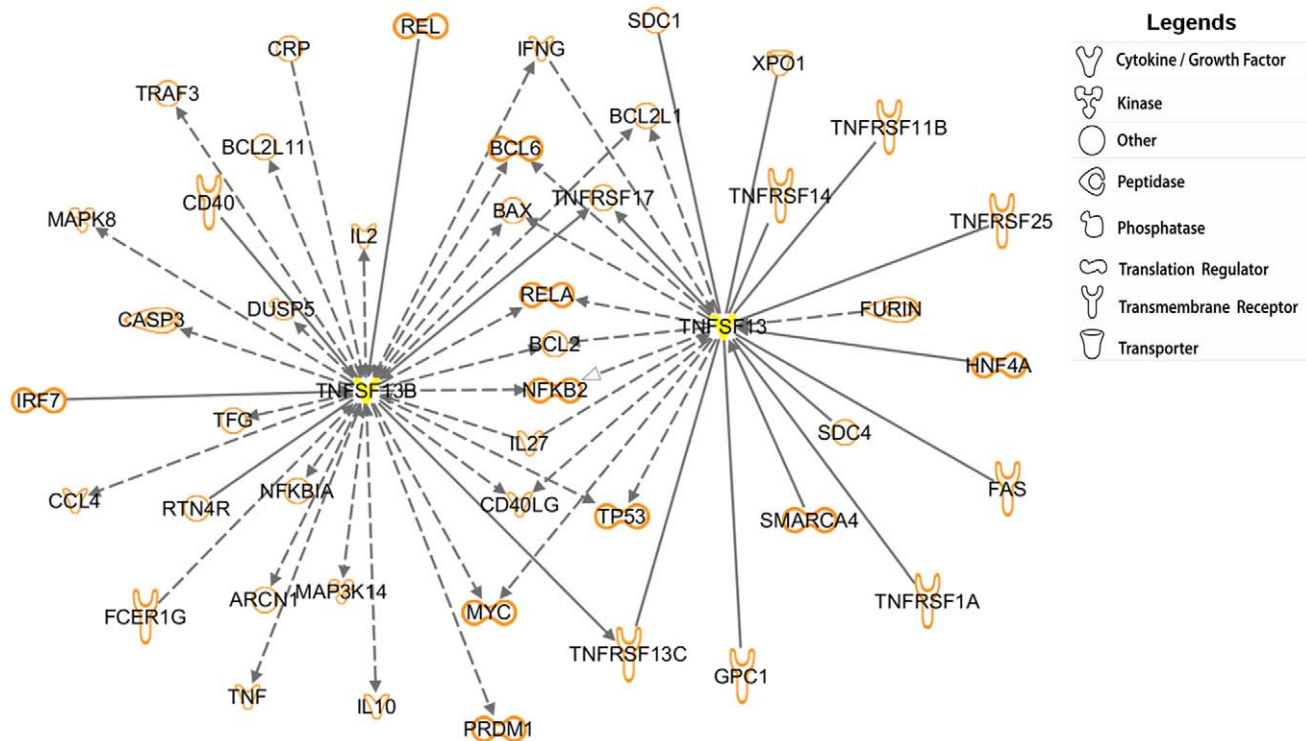 REL
SDC1
CRP
IFNG
XPO1
TRAF3
BCL2L1
TNFRSF11B
BCL2L11
BCL6
CD40
TNFRSF17
TNFRSF14
MAPK8
BAX
TNFRSF25
IL2
RELA
DUSP5
CASP3
TNFSF13
FURIN
BCL2
HNF4A
TNFSF13B
NFKB2
IRF7
TFG
IL27
SDC4
CCL4
RTN4R
NFKBIA
CD40LG
TP53
SMARCA4
FAS
FCER1G
ARCN1
MAP3K14
MYC
TNFRSF1A
TNFRSF13C
GPC1
TNF
IL10
PRDM1
Legends
Cytokine / Growth Factor
Kinase
Other
Peptidase
Phosphatase
Translation Regulator
Transmembrane Receptor
Transporter